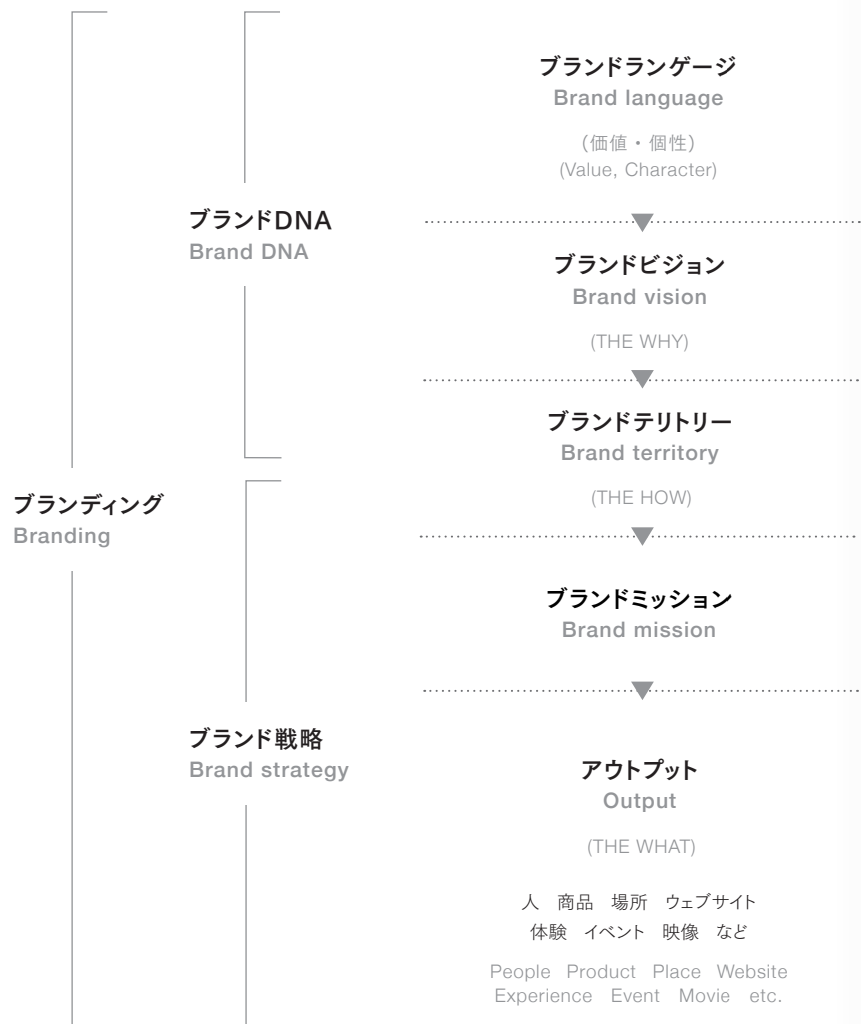 ブランディング
Branding
ブランドDNA
Brand DNA
ブランド戦略
Brand strategy
ブランドランゲージ
Brand language
(価値・個性)
(Value, Character)
ブランドビジョン
Brand vision
(THE WHY)
ブランドテリトリー
Brand territory
(THE HOW)
ブランドミッション
Brand mission
アウトプット
Output
(THE WHAT)
人 商品 場所 ウェブサイト
体験 イベント 映像 など
People Product Place Website
Experience Event Movie etc.